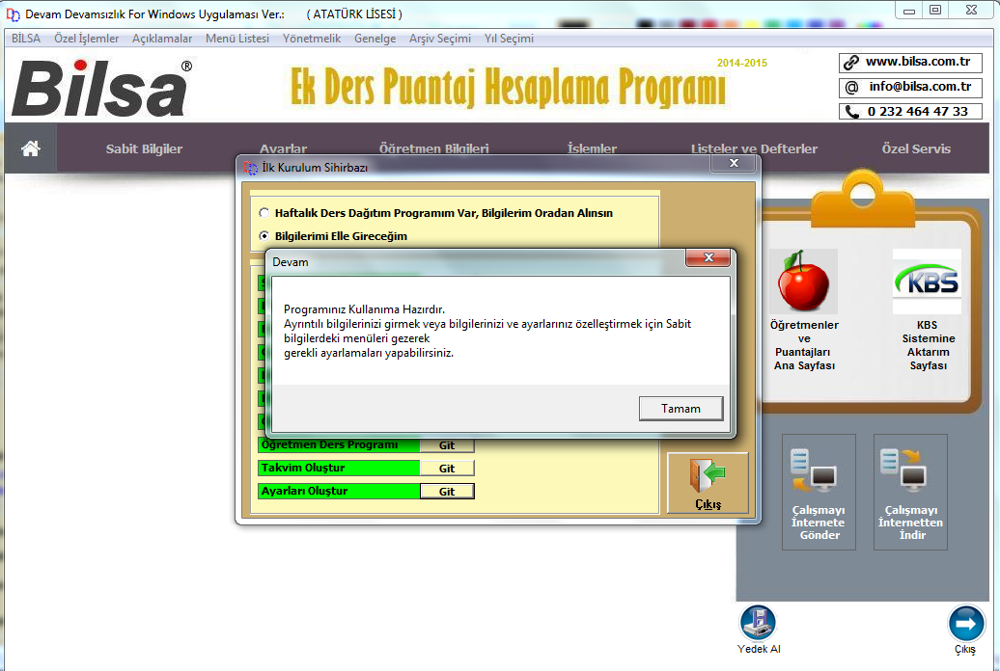 Devam Devamsızlık For Windows Uygulaması Ver.: ( ATATÜRK LİSESİ )
BİLSA Özel İşlemler Açıklamalar Menü Listesi Yönetmelik Genelge Arşiv Seçimi Yıl Seçimi
Bilsa®
Ek Ders Puantaj Hesaplama Programı
2014-2015
www.bilsa.com.tr
info@bilsa.com.tr
0 232 464 47 33
Sabit Bilgiler Ayarlar Öğretmen Bilgileri İşlemler Listeler ve Defterler Özel Servis
İlk Kurulum Sihirbazı
Haftalık Ders Dağıtım Programım Var, Bilgilerim Oradan Alınsın
Bilgilerimi Elle Gireceğim
Devam
Programınız Kullanıma Hazırdır.
Ayrıntılı bilgilerinizi girmek veya bilgilerinizi ve ayarlarınız özelleştirmek için Sabit
bilgilerdeki menüleri gezerek
gerekli ayarlamaları yapabilirsiniz.
Tamam
Öğretmen Ders Programı Git
Takvim Oluştur Git
Ayarları Oluştur Git
Çıkış
Öğretmenler
ve
Puantajları
Ana Sayfası
KBS
KBS
Sistemine
Aktarım
Sayfası
Çalışmayı
İnternete
Gönder
Çalışmayı
İnternetten
İndir
Yedek Al
Çıkış